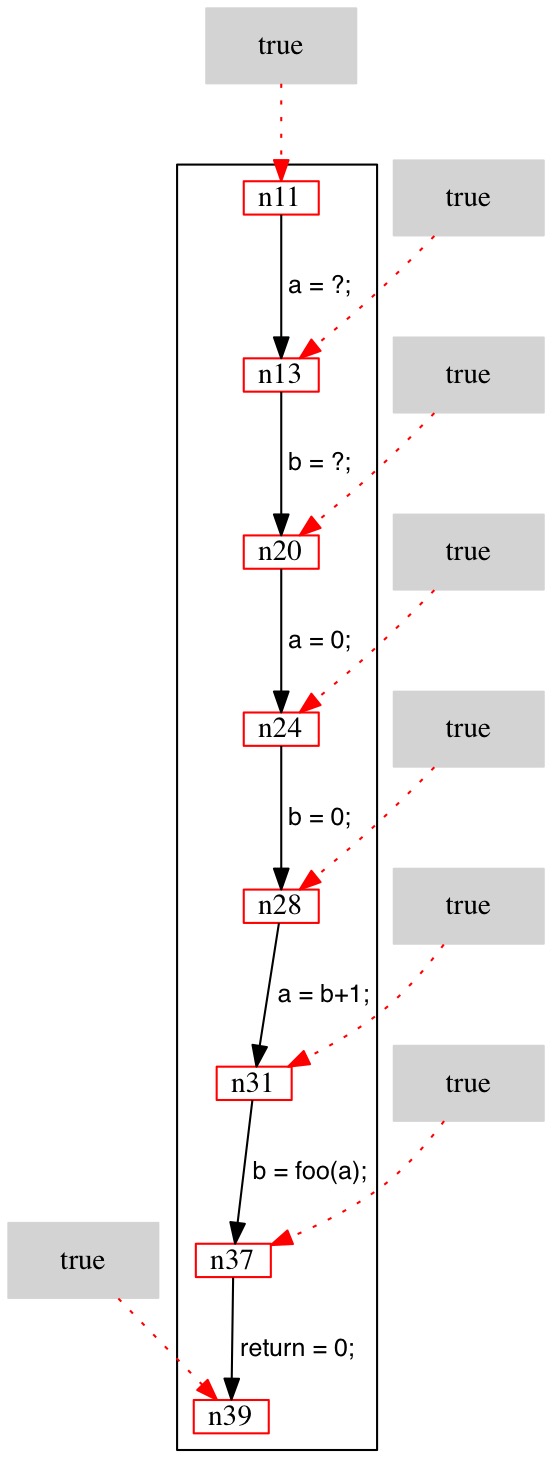 true
n11
true
a = ?;
n13
true
b = ?;
n20
true
a = 0;
n24
true
b = 0;
n28
true
a = b+1;
n31
true
b = foo(a);
n37
true
return = 0;
n39